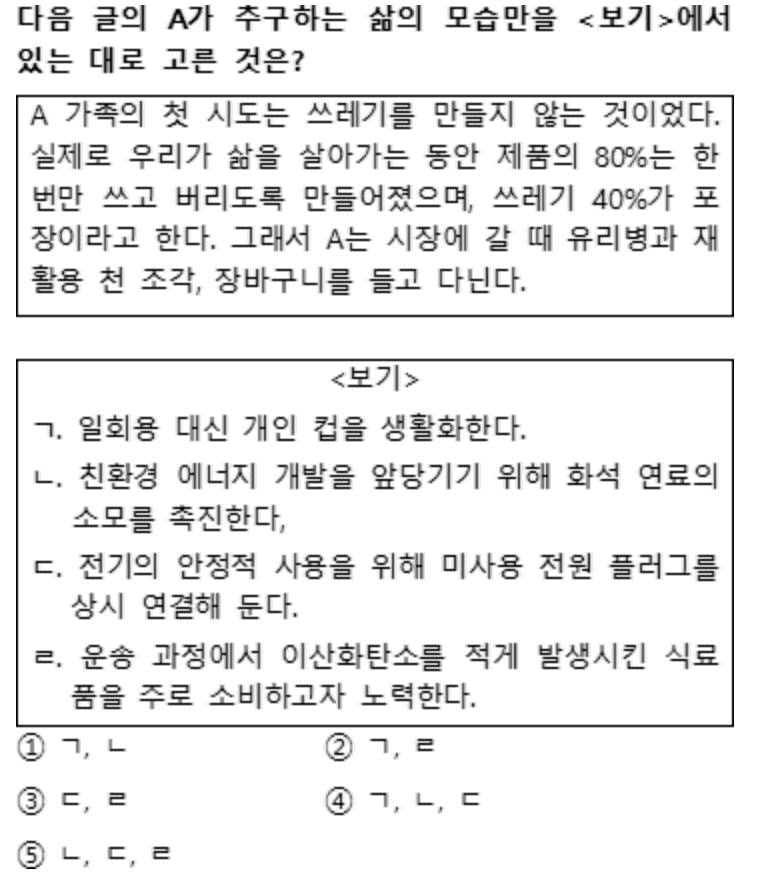 다음 글의 A가 추구하는 삶의 모습만을 <보기>에서
있는 대로 고른 것은?
A 가족의 첫 시도는 쓰레기를 만들지 않는 것이었다.
실제로 우리가 삶을 살아가는 동안 제품의 80%는 한
번만 쓰고 버리도록 만들어졌으며, 쓰레기 40%가 포
장이라고 한다. 그래서 A는 시장에 갈 때 유리병과 재
활용 천 조각, 장바구니를 들고 다닌다.
<보기>
ㄱ. 일회용 대신 개인 컵을 생활화한다.
ㄴ. 친환경 에너지 개발을 앞당기기 위해 화석 연료의
소모를 촉진한다,
ㄷ. 전기의 안정적 사용을 위해 미사용 전원 플러그를
상시 연결해 둔다.
ㄹ. 운송 과정에서 이산화탄소를 적게 발생시킨 식료
품을 주로 소비하고자 노력한다.
① ㄱ, ㄴ ② ㄱ, ㄹ
③ ㄷ, ㄹ ④ ㄱ, ㄴ, ㄷ
⑤ ㄴ, ㄷ, ㄹ